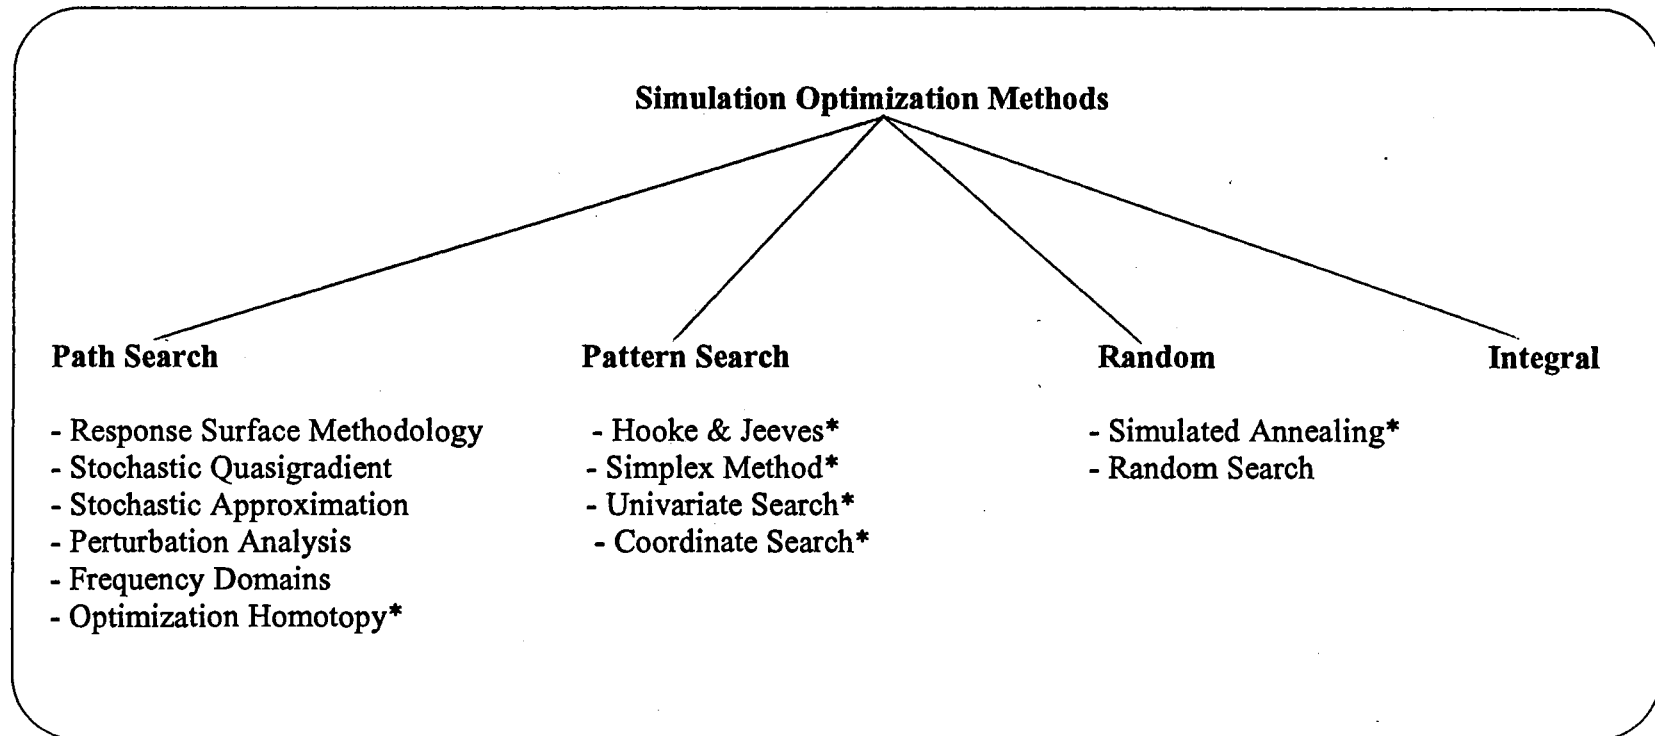 Simulation Optimization Methods
Path Search
- Response Surface Methodology
- Stochastic Quasigradient
- Stochastic Approximation
- Perturbation Analysis
- Frequency Domains
- Optimization Homotopy*
Pattern Search
- Hooke & Jeeves*
- Simplex Method*
- Univariate Search*
- Coordinate Search*
Random
- Simulated Annealing*
- Random Search
Integral